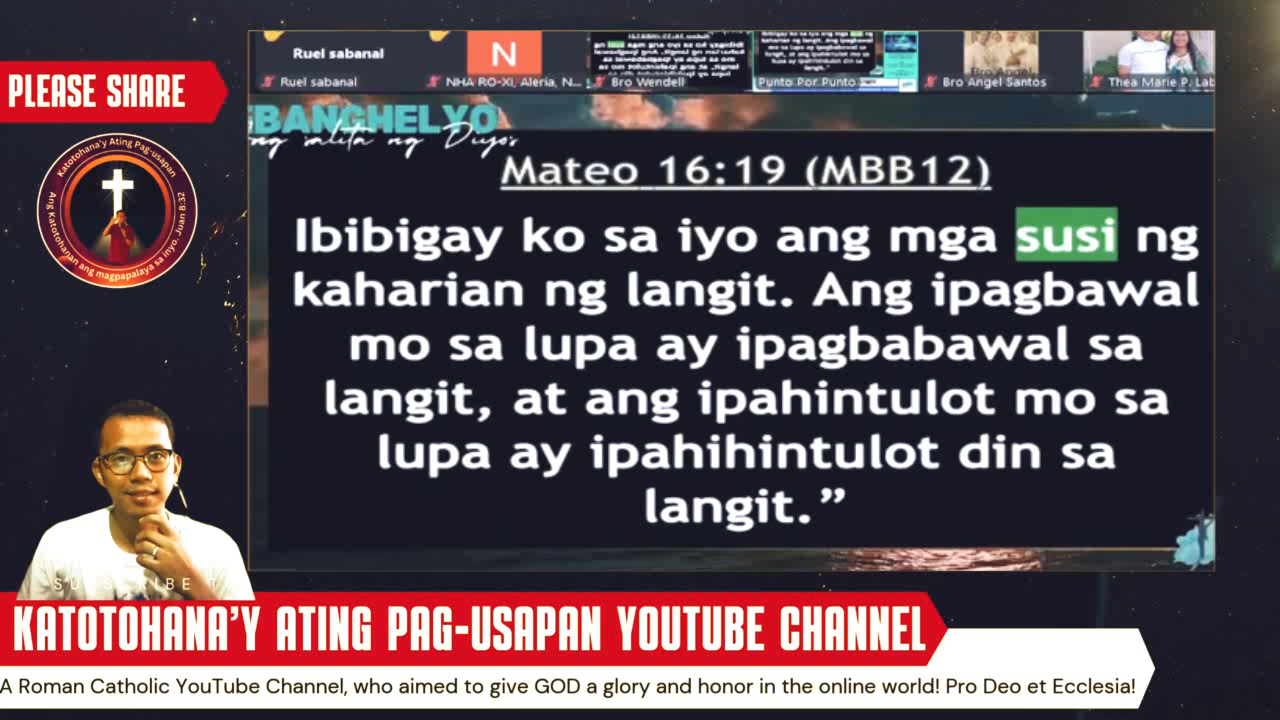 Ruel sabanal
N
Ruel sabanal
NHA RO-XI, Aleria, N...
Bro Wendell
Punto Por Punto
Bro Angel Santos
Thea Marie P. Lab
PLEASE SHARE
EBANGHELYO
ng salita ng Diyos
Katotohana'y Ating Pag-usapan
Ang Katotohanan ang magpapalaya sa inyo. Juan 8:32
Mateo 16:19 (MBB12)
Ibibigay ko sa iyo ang mga susi ng
kaharian ng langit. Ang ipagbawal
mo sa lupa ay ipagbabawal sa
langit, at ang ipahintulot mo sa
lupa ay ipahihintulot din sa
langit.”
KATOTOHANA’Y ATING PAG-USAPAN YOUTUBE CHANNEL
A Roman Catholic YouTube Channel, who aimed to give GOD a glory and honor in the online world! Pro Deo et Ecclesia!